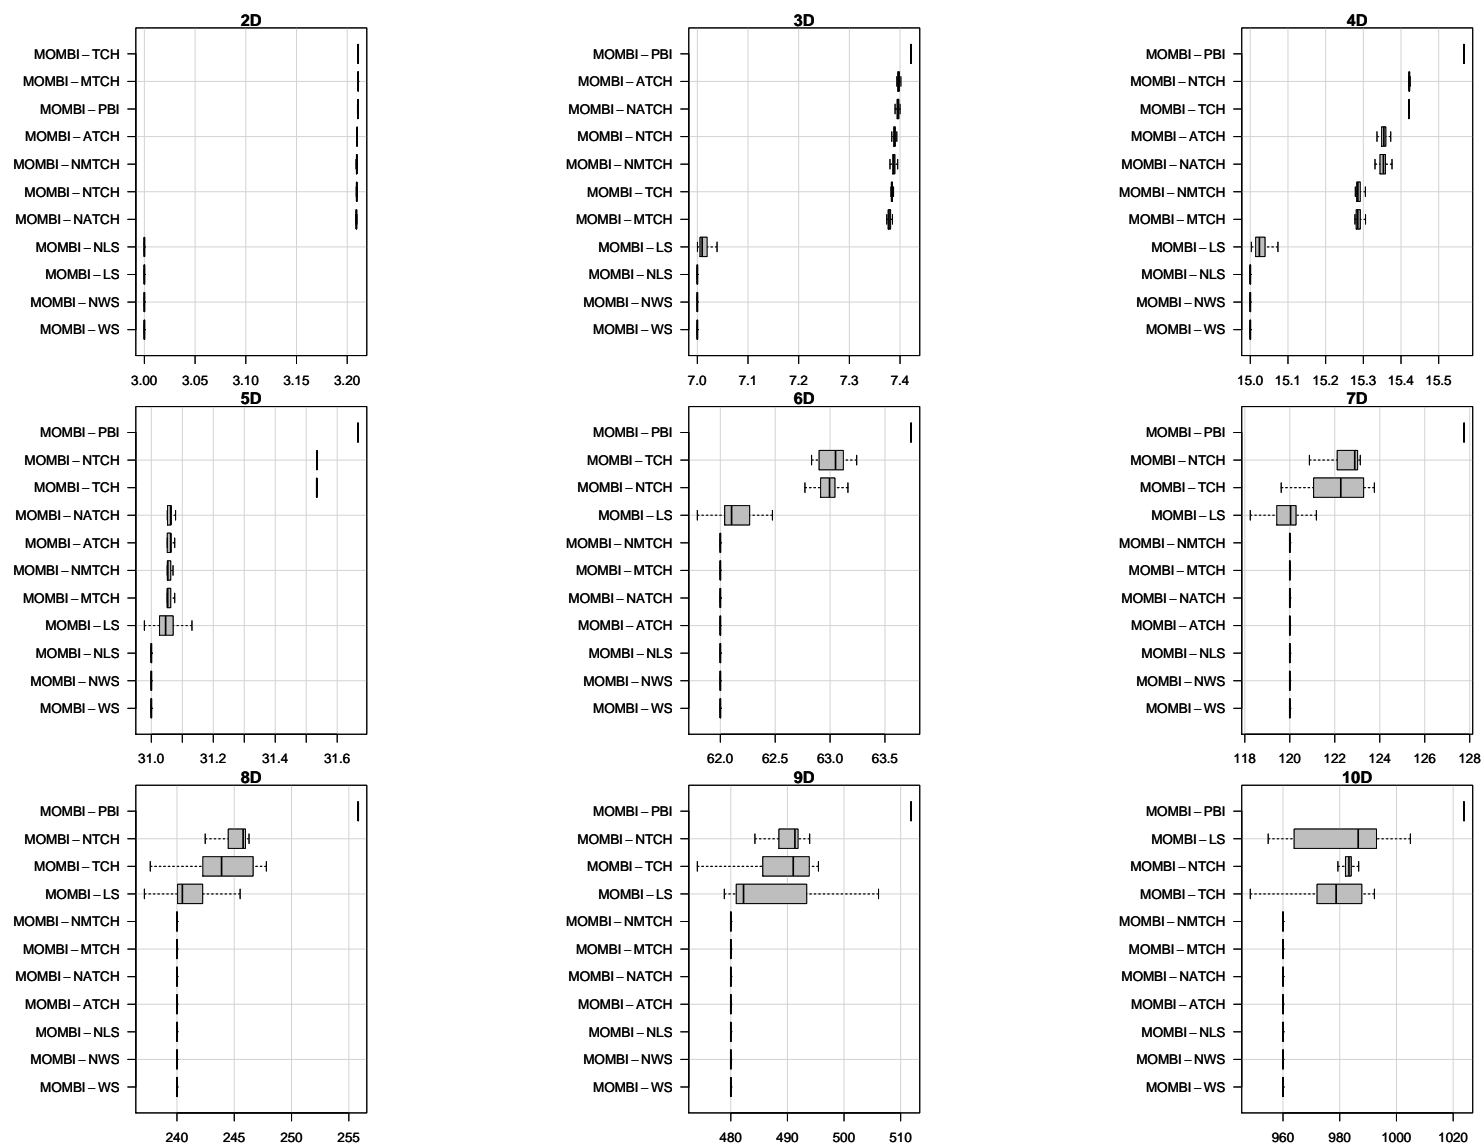 2D
MOMBI−TCH
MOMBI−MTCH
MOMBI−PBI
MOMBI−ATCH
MOMBI−NMTCH
MOMBI−NTCH
MOMBI−NATCH
MOMBI−NLS
MOMBI−LS
MOMBI−NWS
MOMBI−WS
3.00 3.05 3.10 3.15 3.20
3D
MOMBI−PBI
MOMBI−ATCH
MOMBI−NATCH
MOMBI−NTCH
MOMBI−NMTCH
MOMBI−TCH
MOMBI−MTCH
MOMBI−LS
MOMBI−NLS
MOMBI−NWS
MOMBI−WS
7.0 7.1 7.2 7.3 7.4
4D
MOMBI−PBI
MOMBI−NTCH
MOMBI−TCH
MOMBI−ATCH
MOMBI−NATCH
MOMBI−NMTCH
MOMBI−MTCH
MOMBI−LS
MOMBI−NLS
MOMBI−NWS
MOMBI−WS
15.0 15.1 15.2 15.3 15.4 15.5
5D
MOMBI−PBI
MOMBI−NTCH
MOMBI−TCH
MOMBI−NATCH
MOMBI−ATCH
MOMBI−NMTCH
MOMBI−MTCH
MOMBI−LS
MOMBI−NLS
MOMBI−NWS
MOMBI−WS
31.0 31.2 31.4 31.6
6D
MOMBI−PBI
MOMBI−TCH
MOMBI−NTCH
MOMBI−LS
MOMBI−NMTCH
MOMBI−MTCH
MOMBI−NATCH
MOMBI−ATCH
MOMBI−NLS
MOMBI−NWS
MOMBI−WS
62.0 62.5 63.0 63.5
7D
MOMBI−PBI
MOMBI−NTCH
MOMBI−TCH
MOMBI−LS
MOMBI−NMTCH
MOMBI−MTCH
MOMBI−NATCH
MOMBI−ATCH
MOMBI−NLS
MOMBI−NWS
MOMBI−WS
118 120 122 124 126 128
8D
MOMBI−PBI
MOMBI−NTCH
MOMBI−TCH
MOMBI−LS
MOMBI−NMTCH
MOMBI−MTCH
MOMBI−NATCH
MOMBI−ATCH
MOMBI−NLS
MOMBI−NWS
MOMBI−WS
240 245 250 255
9D
MOMBI−PBI
MOMBI−NTCH
MOMBI−TCH
MOMBI−LS
MOMBI−NMTCH
MOMBI−MTCH
MOMBI−NATCH
MOMBI−ATCH
MOMBI−NLS
MOMBI−NWS
MOMBI−WS
480 490 500 510
10D
MOMBI−PBI
MOMBI−LS
MOMBI−NTCH
MOMBI−TCH
MOMBI−NMTCH
MOMBI−MTCH
MOMBI−NATCH
MOMBI−ATCH
MOMBI−NLS
MOMBI−NWS
MOMBI−WS
960 980 1000 1020